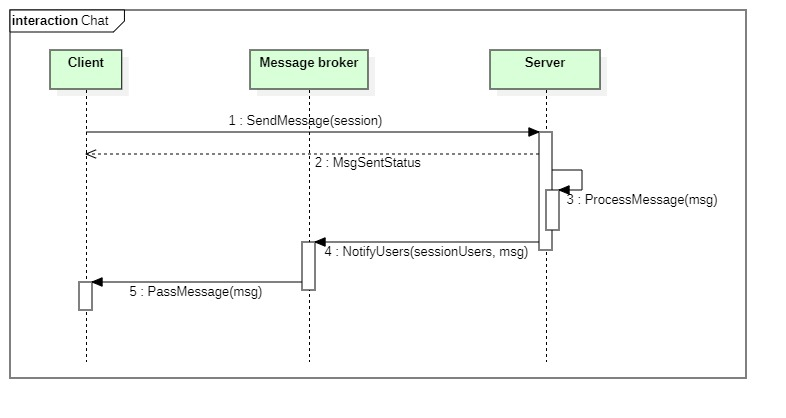 interaction Chat
Client
Message broker
Server
1 : SendMessage(session)
2 : MsgSentStatus
3 : ProcessMessage(msg)
4 : NotifyUsers(sessionUsers, msg)
5 : PassMessage(msg)